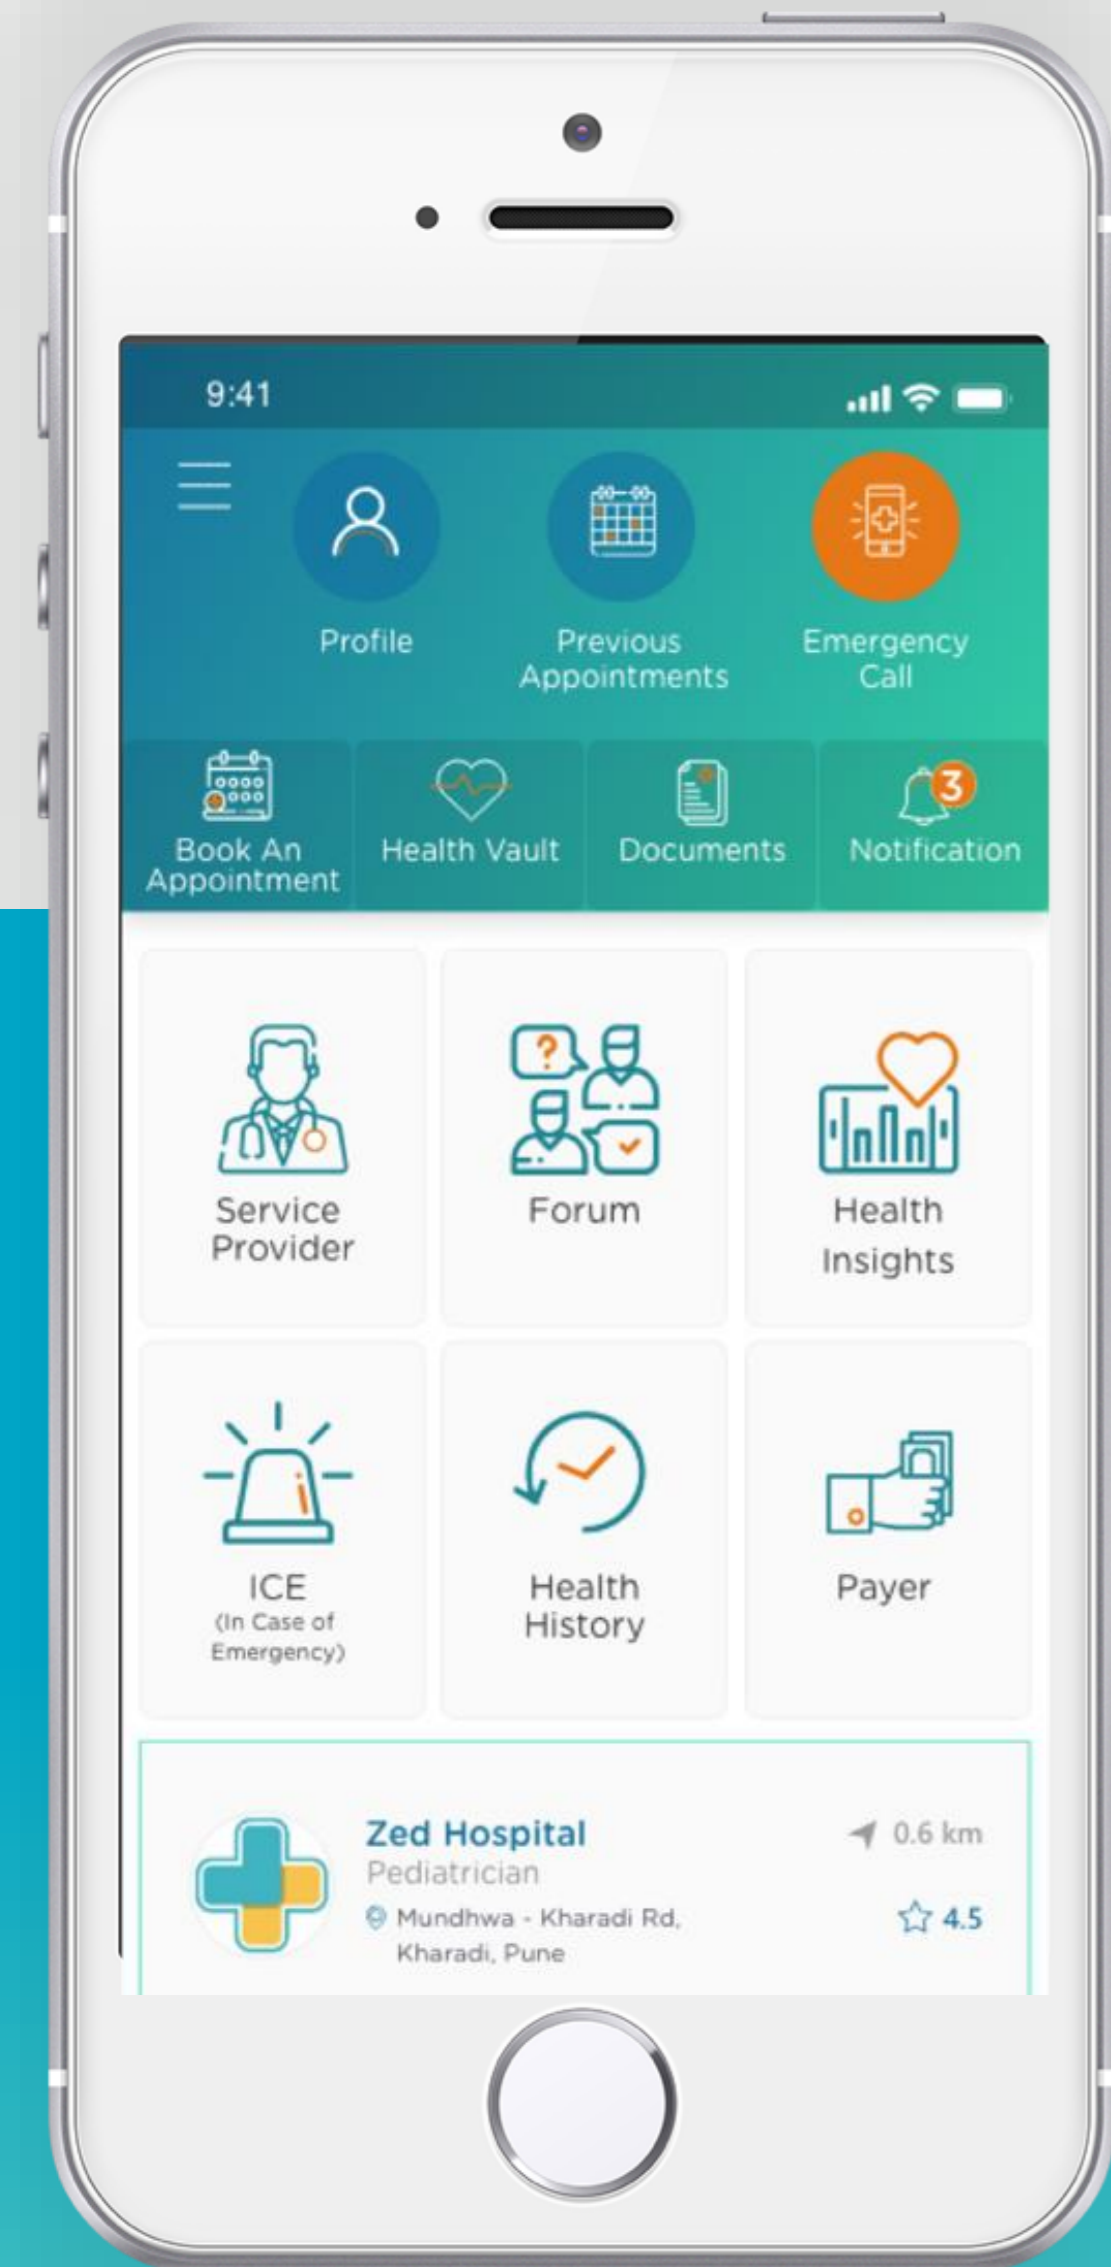 9:41
Profile
Previous
Appointments
Emergency
Call
Book An
Appointment
Health Vault
Documents
3
Notification
Service
Provider
?
Forum
Health
Insights
ICE
(In Case of
Emergency)
Health
History
Payer
Zed Hospital
0.6 km
Pediatrician
Mundhwa - Kharadi Rd,
Kharadi, Pune
4.5